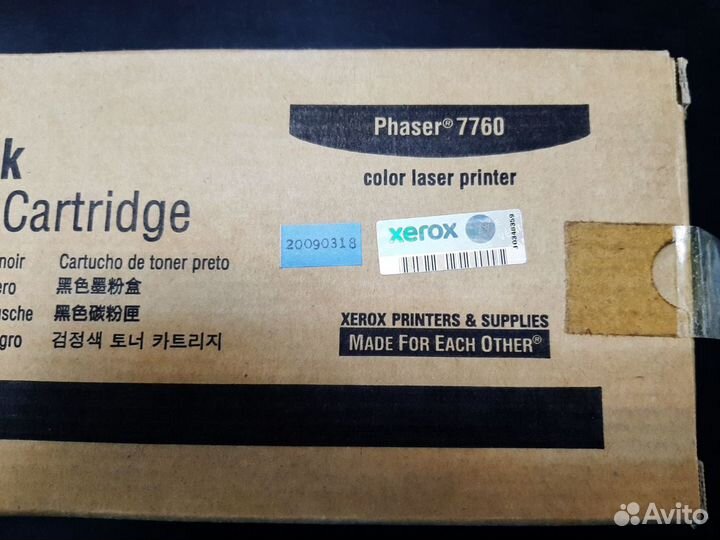 Phaser® 7760
color laser printer
k
Cartridge
20090318
xerox
10348359
noir Cartucho de toner preto
ero 黑色墨粉盒
usche 黑色碳粉匣
gro 검정색 토너 카트리지
XEROX PRINTERS & SUPPLIES
MADE FOR EACH OTHER®
Avito